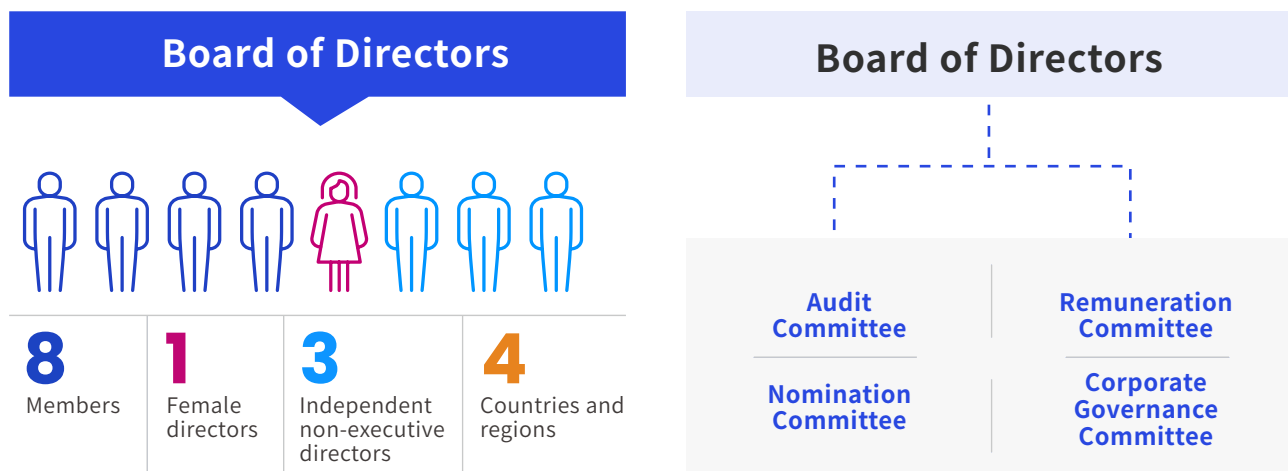 Board of Directors
8
Members
1
Female
directors
3
Independent
non-executive
directors
4
Countries and
regions
Board of Directors
Audit
Committee
Remuneration
Committee
Nomination
Committee
Corporate
Governance
Committee